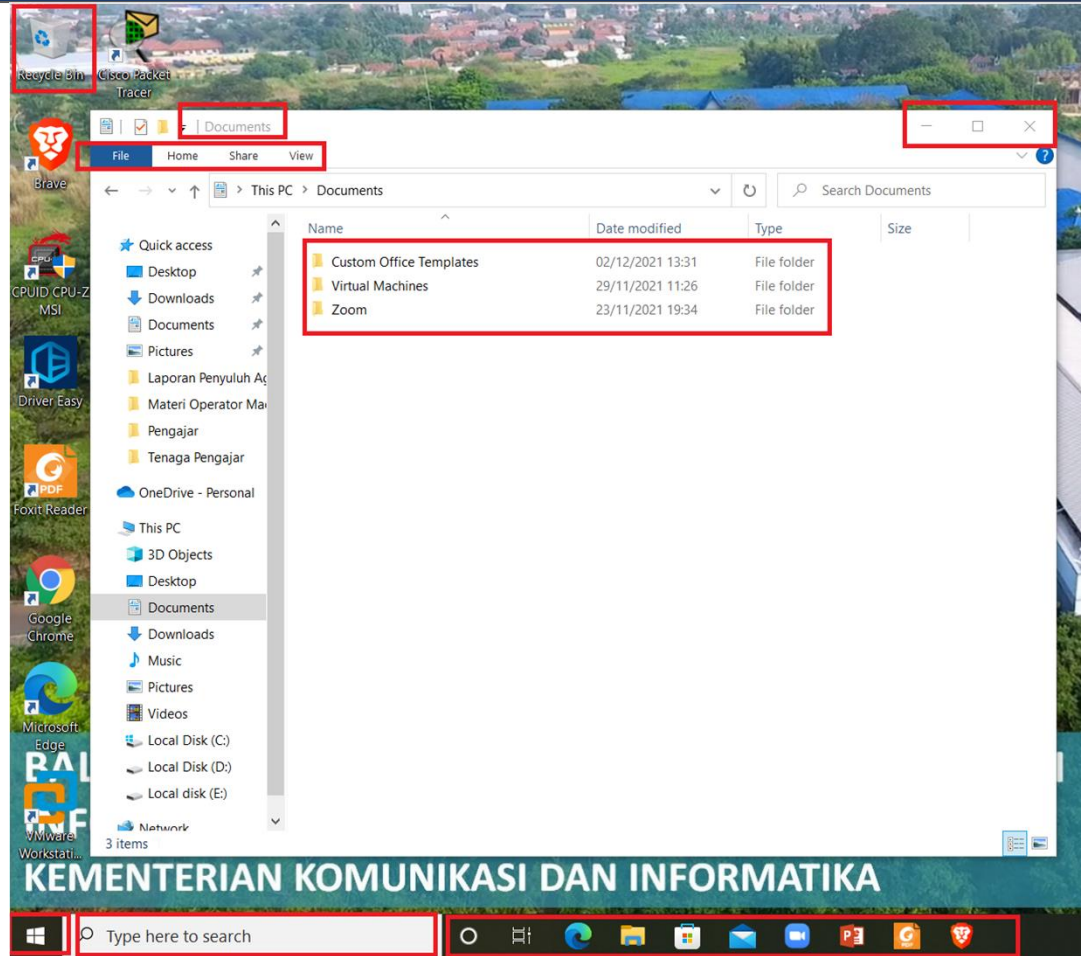 Recycle Bin
Cisco Packet
Tracer
Documents
File Home Share View
Brave
This PC > Documents
Search Documents
Name Date modified Type Size
Custom Office Templates 02/12/2021 13:31 File folder
Virtual Machines 29/11/2021 11:26 File folder
Zoom 23/11/2021 19:34 File folder
CPUID CPU-Z
MSI
Driver Easy
Foxit Reader
Google
Chrome
Microsoft
Edge
VMware
Workstati...
Quick access
Desktop
Downloads
Documents
Pictures
Laporan Penyuluh Ag
Materi Operator Ma
Pengajar
Tenaga Pengajar
OneDrive - Personal
This PC
3D Objects
Desktop
Documents
Downloads
Music
Pictures
Videos
Local Disk (C:)
Local Disk (D:)
Local disk (E:)
Network
3 items
KEMENTERIAN KOMUNIKASI DAN INFORMATIKA
Type here to search